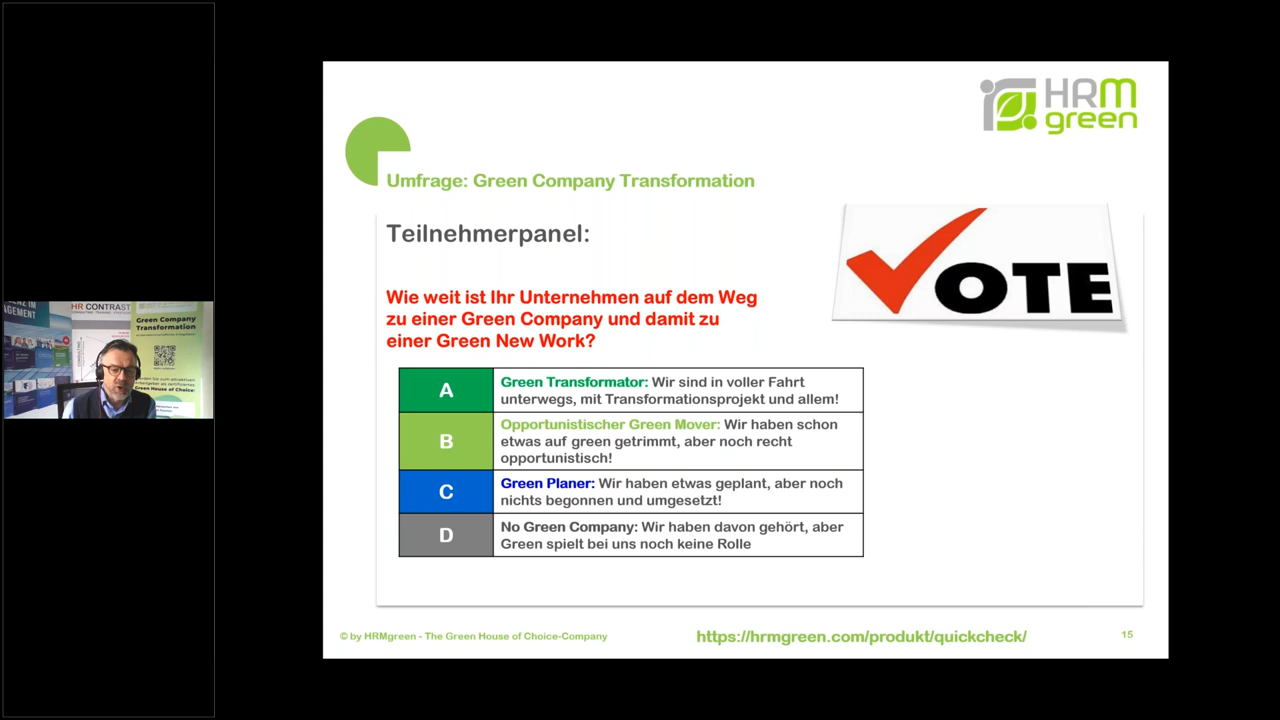 HRM
green
Umfrage: Green Company Transformation
Teilnehmerpanel:
VOTE
Wie weit ist Ihr Unternehmen auf dem Weg
zu einer Green Company und damit zu
einer Green New Work?
A
Green Transformator: Wir sind in voller Fahrt
unterwegs, mit Transformationsprojekt und allem!
B
Opportunistischer Green Mover: Wir haben schon
etwas auf green getrimmt, aber noch recht
opportunistisch!
C
Green Planer: Wir haben etwas geplant, aber noch
nichts begonnen und umgesetzt!
D
No Green Company: Wir haben davon gehört, aber
Green spielt bei uns noch keine Rolle
© by HRMgreen - The Green House of Choice-Company
https://hrmgreen.com/produkt/quickcheck/
15
HR CONTRAST
Green Company
Transformation
Green House of Choice